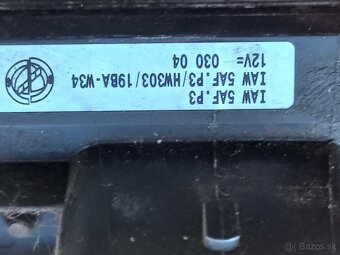 IAW 5AF.P3
IAW 5AF.P3/HW303/19BA-W34
12V= 030 04
Bazos.sk